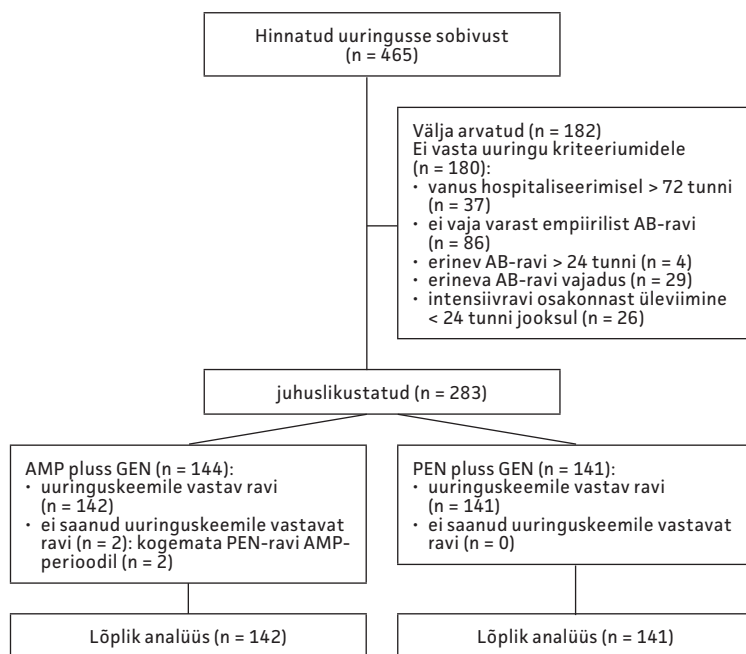 Hinnatud uuringusse sobivust
(n = 465)
Välja arvatud (n = 182)
Ei vasta uuringu kriteeriumidele
(n = 180):
• vanus hospitaliseerimisel > 72 tunni
(n = 37)
• ei vaja varast empiirilist AB-ravi
(n = 86)
• erinev AB-ravi > 24 tunni (n = 4)
• erineva AB-ravi vajadus (n = 29)
• intensiivravi osakonnast üleviimine
< 24 tunni jooksul (n = 26)
juhuslikustatud (n = 283)
AMP pluss GEN (n = 144):
• uuringuskeemile vastav ravi
(n = 142)
• ei saanud uuringuskeemile vastavat
ravi (n = 2): kogemata PEN-ravi AMP-
perioodil (n = 2)
PEN pluss GEN (n = 141):
• uuringuskeemile vastav ravi
(n = 141)
• ei saanud uuringuskeemile vastavat
ravi (n = 0)
Lõplik analüüs (n = 142)
Lõplik analüüs (n = 141)